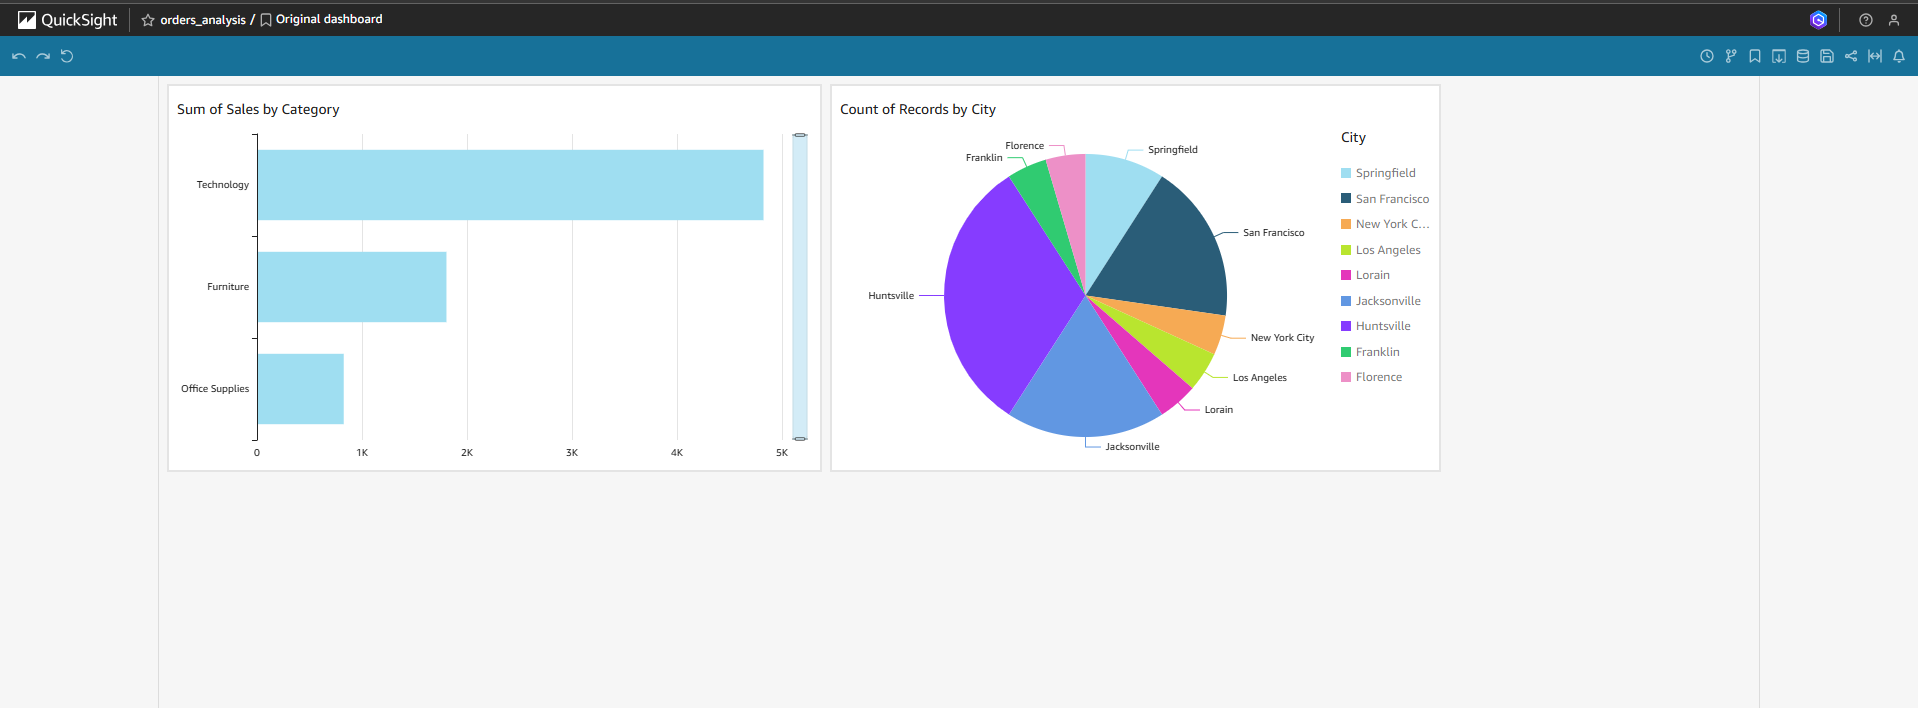 QuickSight
orders_analysis / Original dashboard
Sum of Sales by Category
Technology
Furniture
Office Supplies
0 1K 2K 3K 4K 5K
Count of Records by City
Florence
Franklin
Springfield
San Francisco
Huntsville
New York City
Los Angeles
Lorain
Jacksonville
City
Springfield
San Francisco
New York C...
Los Angeles
Lorain
Jacksonville
Huntsville
Franklin
Florence